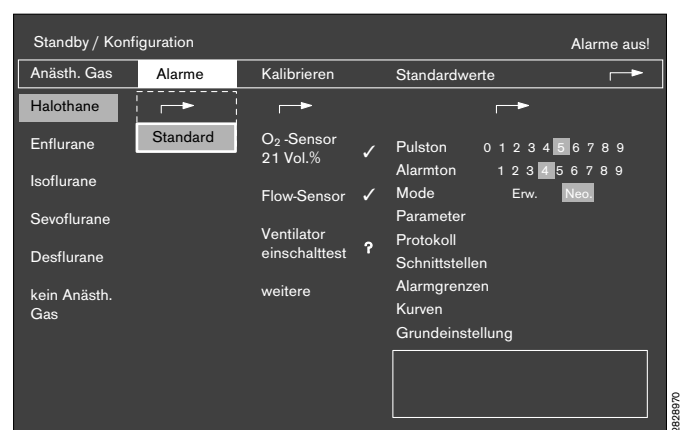 Standby / Konfiguration
Alarme aus!
Anästh. Gas
Alarme
Kalibrieren
Standardwerte
Halothane
Enflurane
Isoflurane
Sevoflurane
Desflurane
kein Anästh.
Gas
Standard
O₂-Sensor
21 Vol.% ✓
Flow-Sensor ✓
Ventilator
einschalttest ?
weitere
Pulston 0 1 2 3 4 5 6 7 8 9
Alarmton 1 2 3 4 5 6 7 8 9
Mode Erw. Neo.
Parameter
Protokoll
Schnittstellen
Alarmgrenzen
Kurven
Grundeinstellung
2828970